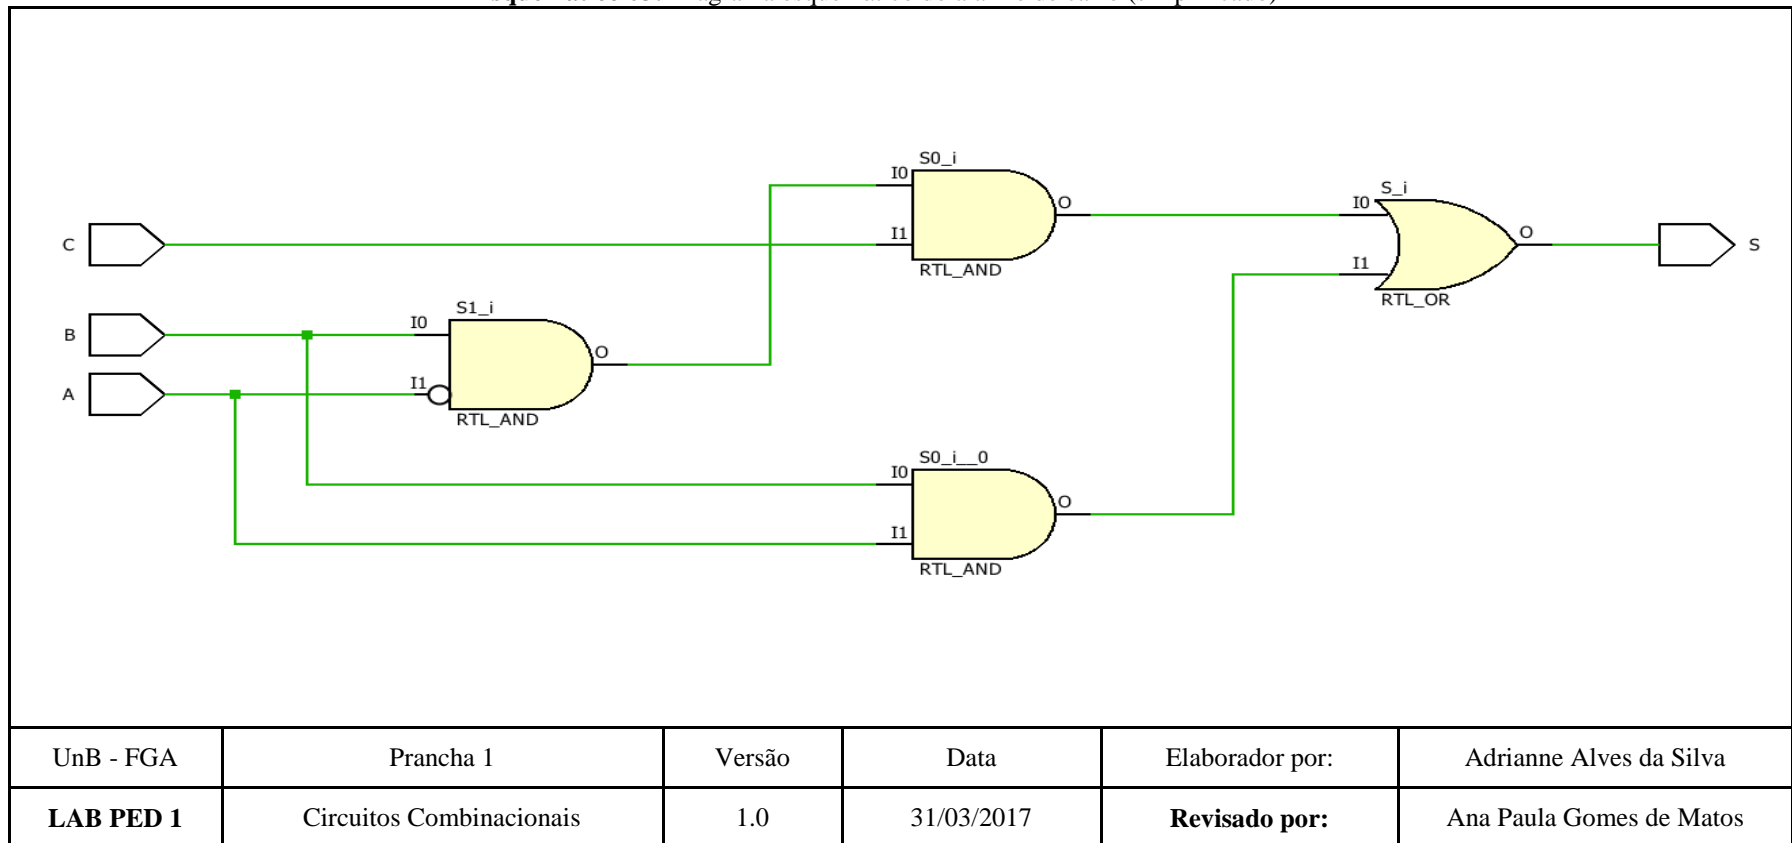 S0_i
I0
O
I1
RTL_AND
S_i
I0
O
I1
RTL_OR
S
C
B
A
S1_i
I0
O
I1
RTL_AND
S0_i__0
I0
O
I1
RTL_AND
UnB - FGA Prancha 1 Versão Data Elaborador por: Adrianne Alves da Silva
LAB PED 1 Circuitos Combinacionais 1.0 31/03/2017 Revisado por: Ana Paula Gomes de Matos